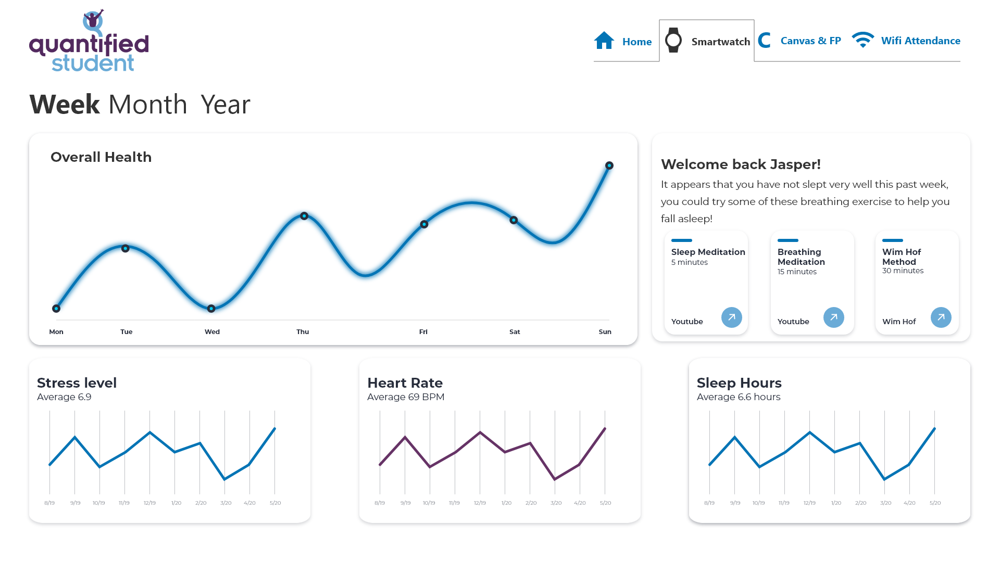 quantified
student
Home
Smartwatch
C Canvas & FP
Wifi Attendance
Week Month Year
Overall Health
Mon Tue Wed Thu Fri Sat Sun
Welcome back Jasper!
It appears that you have not slept very well this past week,
you could try some of these breathing exercise to help you
fall asleep!
Sleep Meditation
5 minutes
Youtube
Breathing
Meditation
15 minutes
Youtube
Wim Hof
Method
30 minutes
Wim Hof
Stress level
Average 6.9
8/19 9/19 10/19 11/19 12/19 1/20 2/20 3/20 4/20 5/20
Heart Rate
Average 69 BPM
8/19 9/19 10/19 11/19 12/19 1/20 2/20 3/20 4/20 5/20
Sleep Hours
Average 6.6 hours
8/19 9/19 10/19 11/19 12/19 1/20 2/20 3/20 4/20 5/20